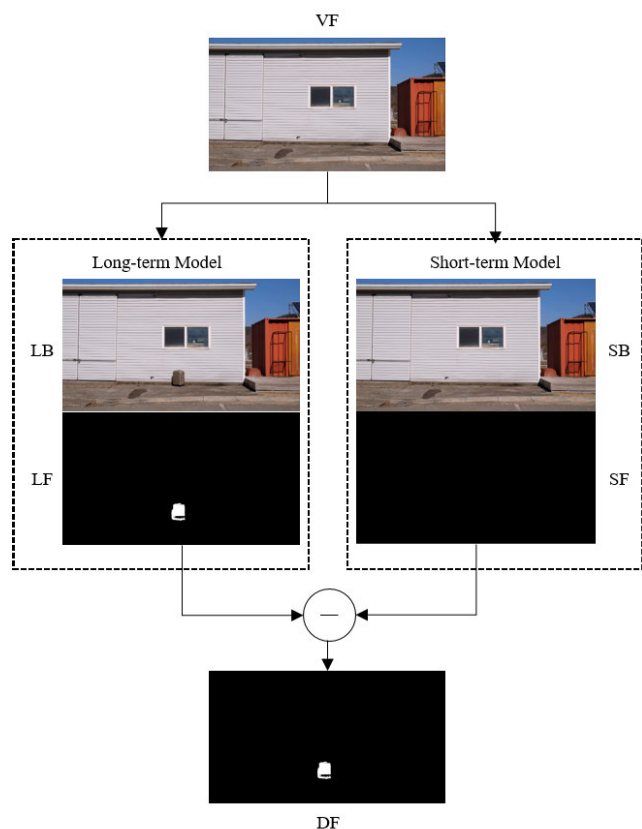 VF
Long-term Model
Short-term Model
LB
SB
LF
SF
—
DF